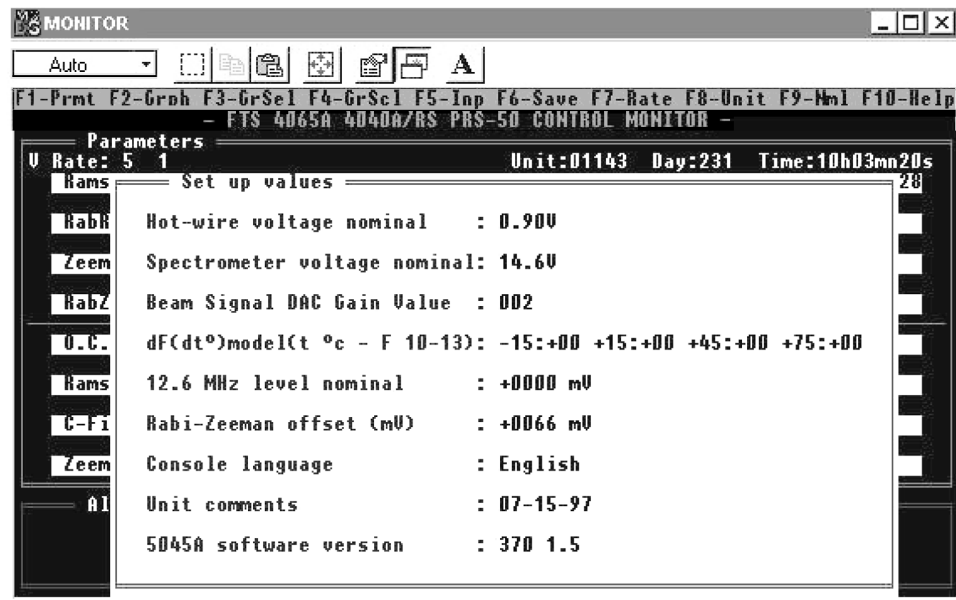 MONITOR
Auto
A
F1-Prmt F2-Grph F3-GrSel F4-GrScl F5-Inp F6-Save F7-Rate F8-Unit F9-Nml F10-Help
- FTS 4065A 4040A/RS PRS-50 CONTROL MONITOR -
Parameters
V Rate: 5 1 Unit:01143 Day:231 Time:10h03mn20s
Rams Set up values 28
RabR Hot-wire voltage nominal : 0.90V
Zeem Spectrometer voltage nominal: 14.6V
RabZ Beam Signal DAC Gain Value : 002
O.C. dF(dtº)model(t ºc - F 10-13): -15:+00 +15:+00 +45:+00 +75:+00
Rams 12.6 MHz level nominal : +0000 mV
C-Fi Rabi-Zeeman offset (mV) : +0066 mV
Zeem Console language : English
Al Unit comments : 07-15-97
5045A software version : 370 1.5